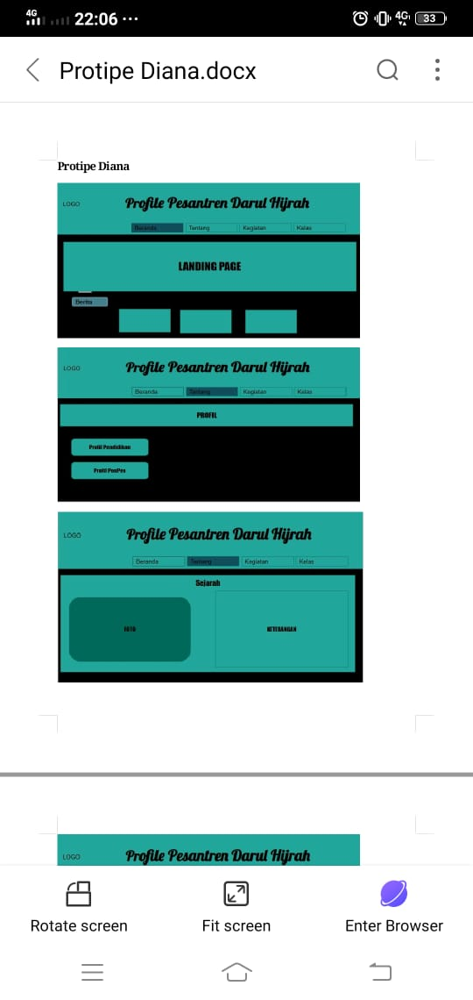 4G 22:06 ... 4G 33
Protipe Diana.docx
Protipe Diana
LOGO Profile Pesantren Darul Hijrah
Beranda Tentang Kegiatan Kelas
LANDING PAGE
Berita
LOGO Profile Pesantren Darul Hijrah
Beranda Tentang Kegiatan Kelas
PROFIL
Profil Pendidikan
Profil PonPes
LOGO Profile Pesantren Darul Hijrah
Beranda Tentang Kegiatan Kelas
Sejarah
FOTO KETERANGAN
LOGO Profile Pesantren Darul Hijrah
Rotate screen Fit screen Enter Browser